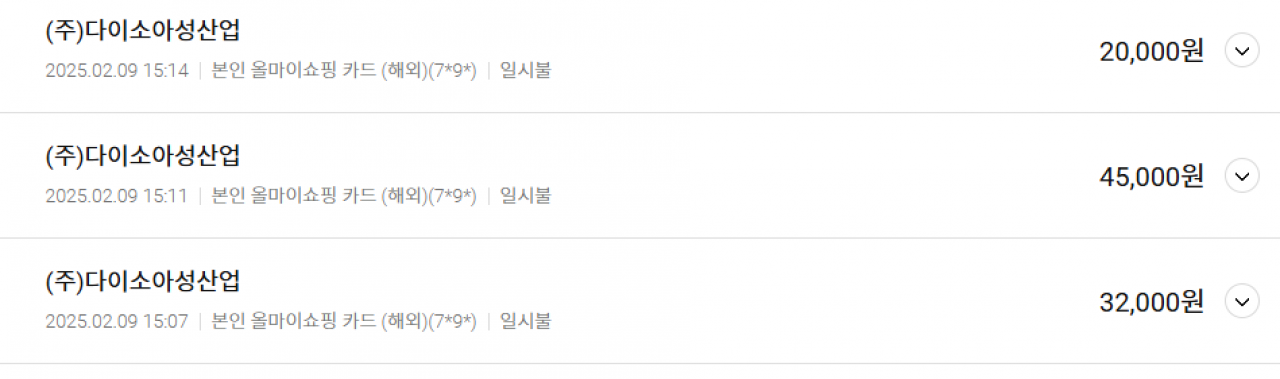 (주)다이소아성산업
20,000원
2025.02.09 15:14 | 본인 올마이쇼핑 카드 (해외)(7*9*) | 일시불
(주)다이소아성산업
45,000원
2025.02.09 15:11 | 본인 올마이쇼핑 카드 (해외)(7*9*) | 일시불
(주)다이소아성산업
32,000원
2025.02.09 15:07 | 본인 올마이쇼핑 카드 (해외)(7*9*) | 일시불